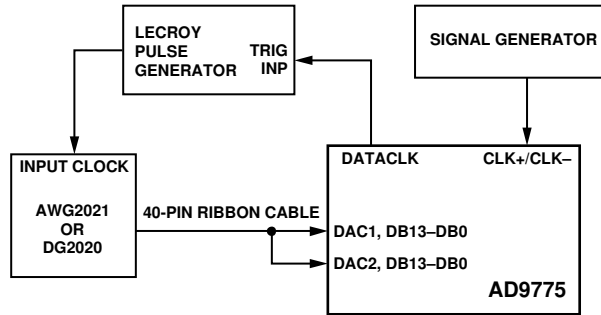 LECROY
PULSE
GENERATOR
TRIG
INP
SIGNAL GENERATOR
INPUT CLOCK
AWG2021
OR
DG2020
40-PIN RIBBON CABLE
DATACLK
CLK+/CLK–
DAC1, DB13–DB0
DAC2, DB13–DB0
AD9775